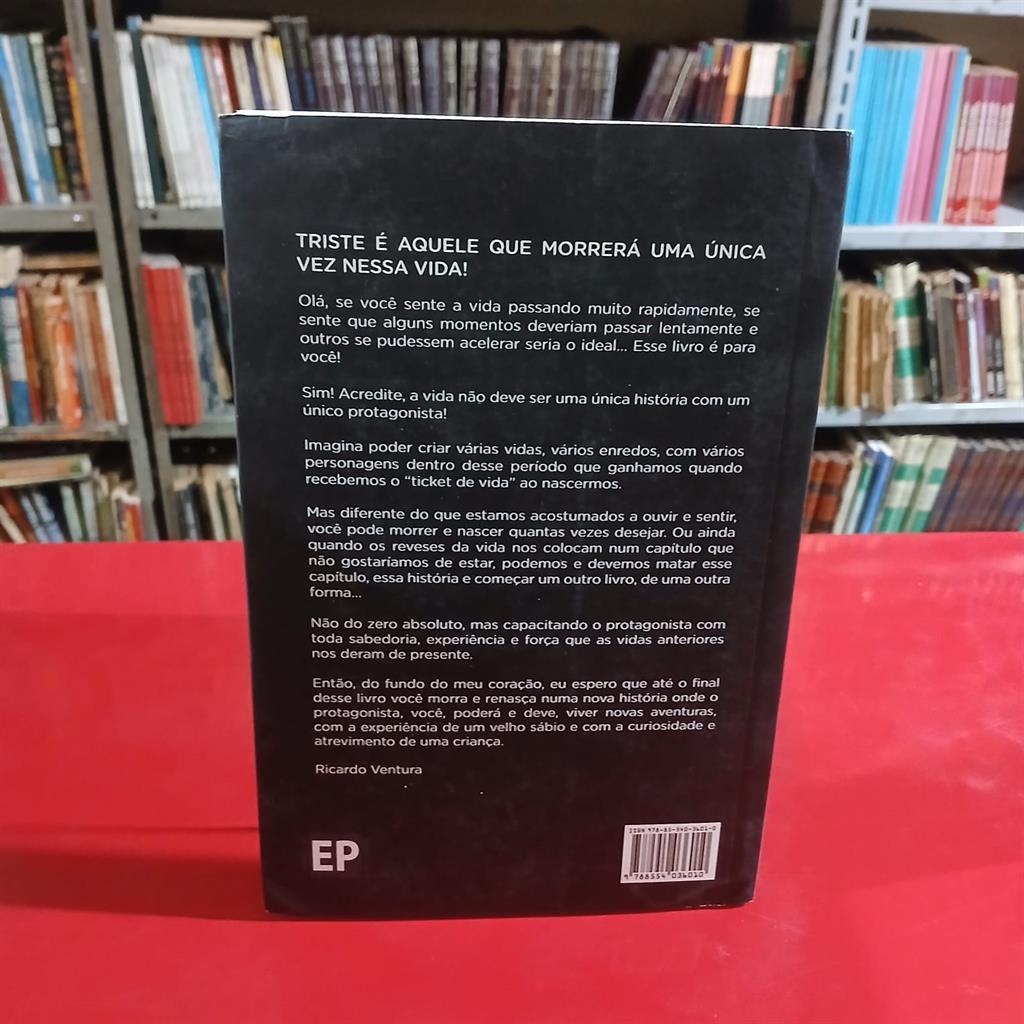 TRISTE É AQUELE QUE MORRERÁ UMA ÚNICA
VEZ NESSA VIDA!
Olá, se você sente a vida passando muito rapidamente, se
sente que alguns momentos deveriam passar lentamente e
outros se pudessem acelerar seria o ideal... Esse livro é para
você!
Sim! Acredite, a vida não deve ser uma única história com um
único protagonista!
Imagina poder criar várias vidas, vários enredos, com vários
personagens dentro desse período que ganhamos quando
recebemos o “ticket de vida” ao nascermos.
Mas diferente do que estamos acostumados a ouvir e sentir,
você pode morrer e nascer quantas vezes desejar. Ou ainda
quando os reveses da vida nos colocam num capítulo que
não gostaríamos de estar, podemos e devemos matar esse
capítulo, essa história e começar um outro livro, de uma outra
forma...
Não do zero absoluto, mas capacitando o protagonista com
toda sabedoria, experiência e força que as vidas anteriores
nos deram de presente.
Então, do fundo do meu coração, eu espero que até o final
desse livro você morra e renasça numa nova história onde o
protagonista, você, poderá e deve, viver novas aventuras,
com a experiência de um velho sábio e com a curiosidade e
atrevimento de uma criança.
Ricardo Ventura
EP
9 788554 036010